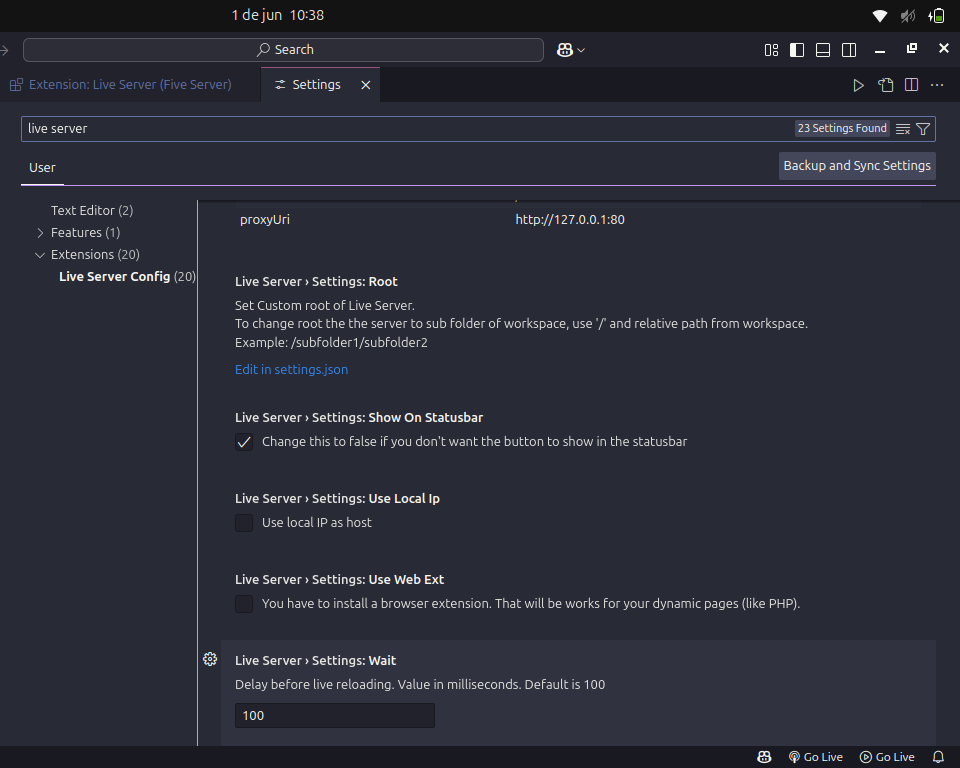 1 de jun 10:38
Search
Extension: Live Server (Five Server)
Settings
live server
23 Settings Found
User
Backup and Sync Settings
Text Editor (2)
Features (1)
Extensions (20)
Live Server Config (20)
proxyUri http://127.0.0.1:80
Live Server › Settings: Root
Set Custom root of Live Server.
To change root the the server to sub folder of workspace, use '/' and relative path from workspace.
Example: /subfolder1/subfolder2
Edit in settings.json
Live Server › Settings: Show On Statusbar
Change this to false if you don't want the button to show in the statusbar
Live Server › Settings: Use Local Ip
Use local IP as host
Live Server › Settings: Use Web Ext
You have to install a browser extension. That will be works for your dynamic pages (like PHP).
Live Server › Settings: Wait
Delay before live reloading. Value in milliseconds. Default is 100
100
Go Live
Go Live